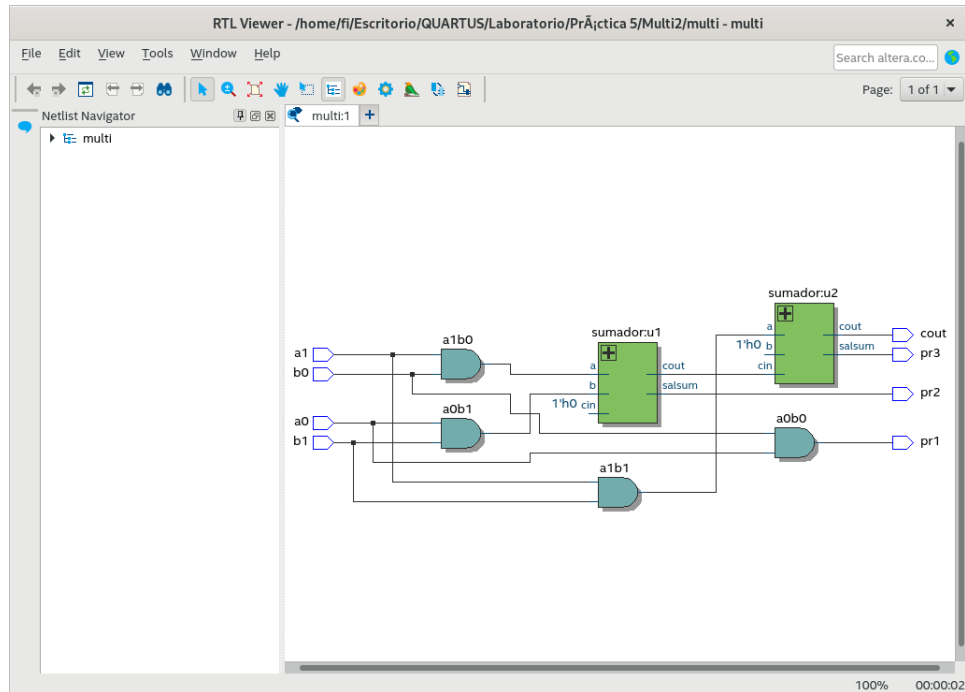 RTL Viewer - /home/fi/Escritorio/QUARTUS/Laboratorio/PrÃ¡ctica 5/Multi2/multi - multi
File Edit View Tools Window Help
Search altera.co...
Page: 1 of 1
Netlist Navigator
multi:1
multi
sumador:u2
a cout
1'h0 b salsum
cin
cout
pr3
sumador:u1
a cout
b salsum
1'h0 cin
pr2
a1b0
a1
b0
a0b1
a0
b1
a0b0
pr1
a1b1
100% 00:00:02